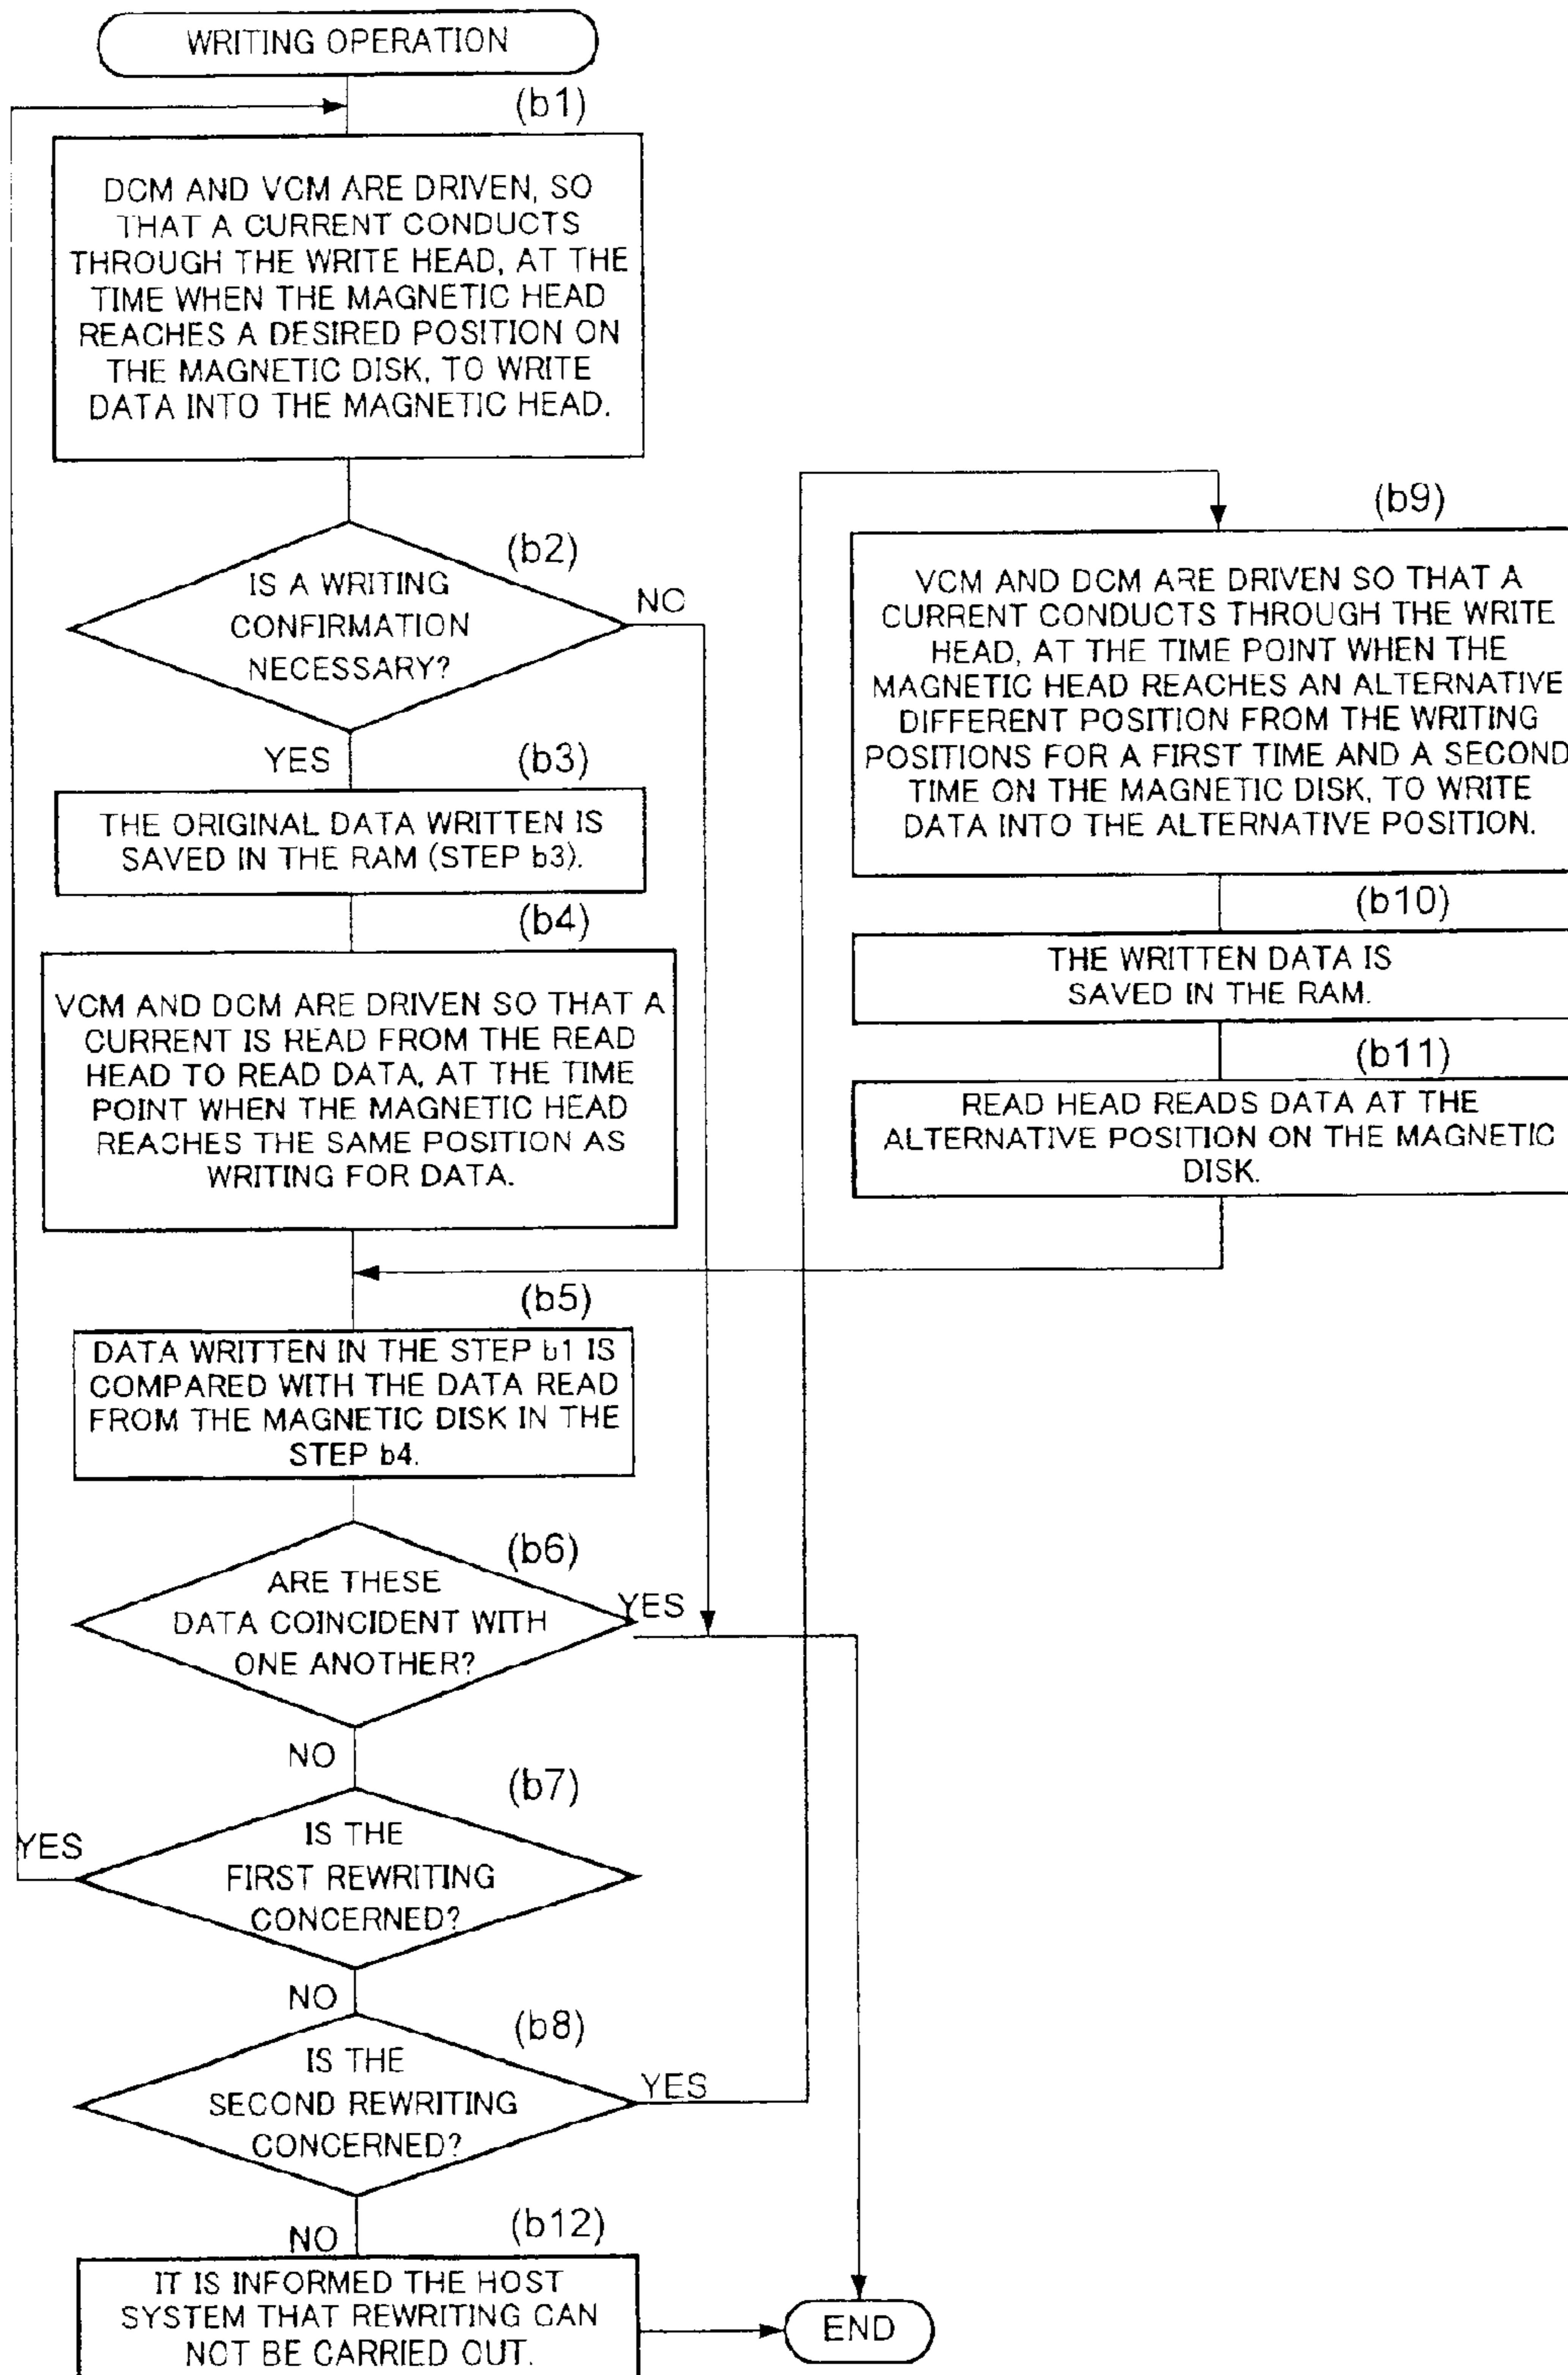 WRITING OPERATION
(b1)
DCM AND VCM ARE DRIVEN, SO
THAT A CURRENT CONDUCTS
THROUGH THE WRITE HEAD, AT THE
TIME WHEN THE MAGNETIC HEAD
REACHES A DESIRED POSITION ON
THE MAGNETIC DISK, TO WRITE
DATA INTO THE MAGNETIC HEAD.
(b2)
IS A WRITING
CONFIRMATION
NECESSARY?
NO
YES
(b3)
THE ORIGINAL DATA WRITTEN IS
SAVED IN THE RAM (STEP b3).
(b4)
VCM AND DCM ARE DRIVEN SO THAT A
CURRENT IS READ FROM THE READ
HEAD TO READ DATA, AT THE TIME
POINT WHEN THE MAGNETIC HEAD
REACHES THE SAME POSITION AS
WRITING FOR DATA.
(b5)
DATA WRITTEN IN THE STEP b1 IS
COMPARED WITH THE DATA READ
FROM THE MAGNETIC DISK IN THE
STEP b4.
(b6)
ARE THESE
DATA COINCIDENT WITH
ONE ANOTHER?
YES
NO
(b7)
IS THE
FIRST REWRITING
CONCERNED?
YES
NO
(b8)
IS THE
SECOND REWRITING
CONCERNED?
YES
NO
(b9)
VCM AND DCM ARE DRIVEN SO THAT A
CURRENT CONDUCTS THROUGH THE WRITE
HEAD, AT THE TIME POINT WHEN THE
MAGNETIC HEAD REACHES AN ALTERNATIVE
DIFFERENT POSITION FROM THE WRITING
POSITIONS FOR A FIRST TIME AND A SECOND
TIME ON THE MAGNETIC DISK, TO WRITE
DATA INTO THE ALTERNATIVE POSITION.
(b10)
THE WRITTEN DATA IS
SAVED IN THE RAM.
(b11)
READ HEAD READS DATA AT THE
ALTERNATIVE POSITION ON THE MAGNETIC
DISK.
(b12)
IT IS INFORMED THE HOST
SYSTEM THAT REWRITING CAN
NOT BE CARRIED OUT.
END